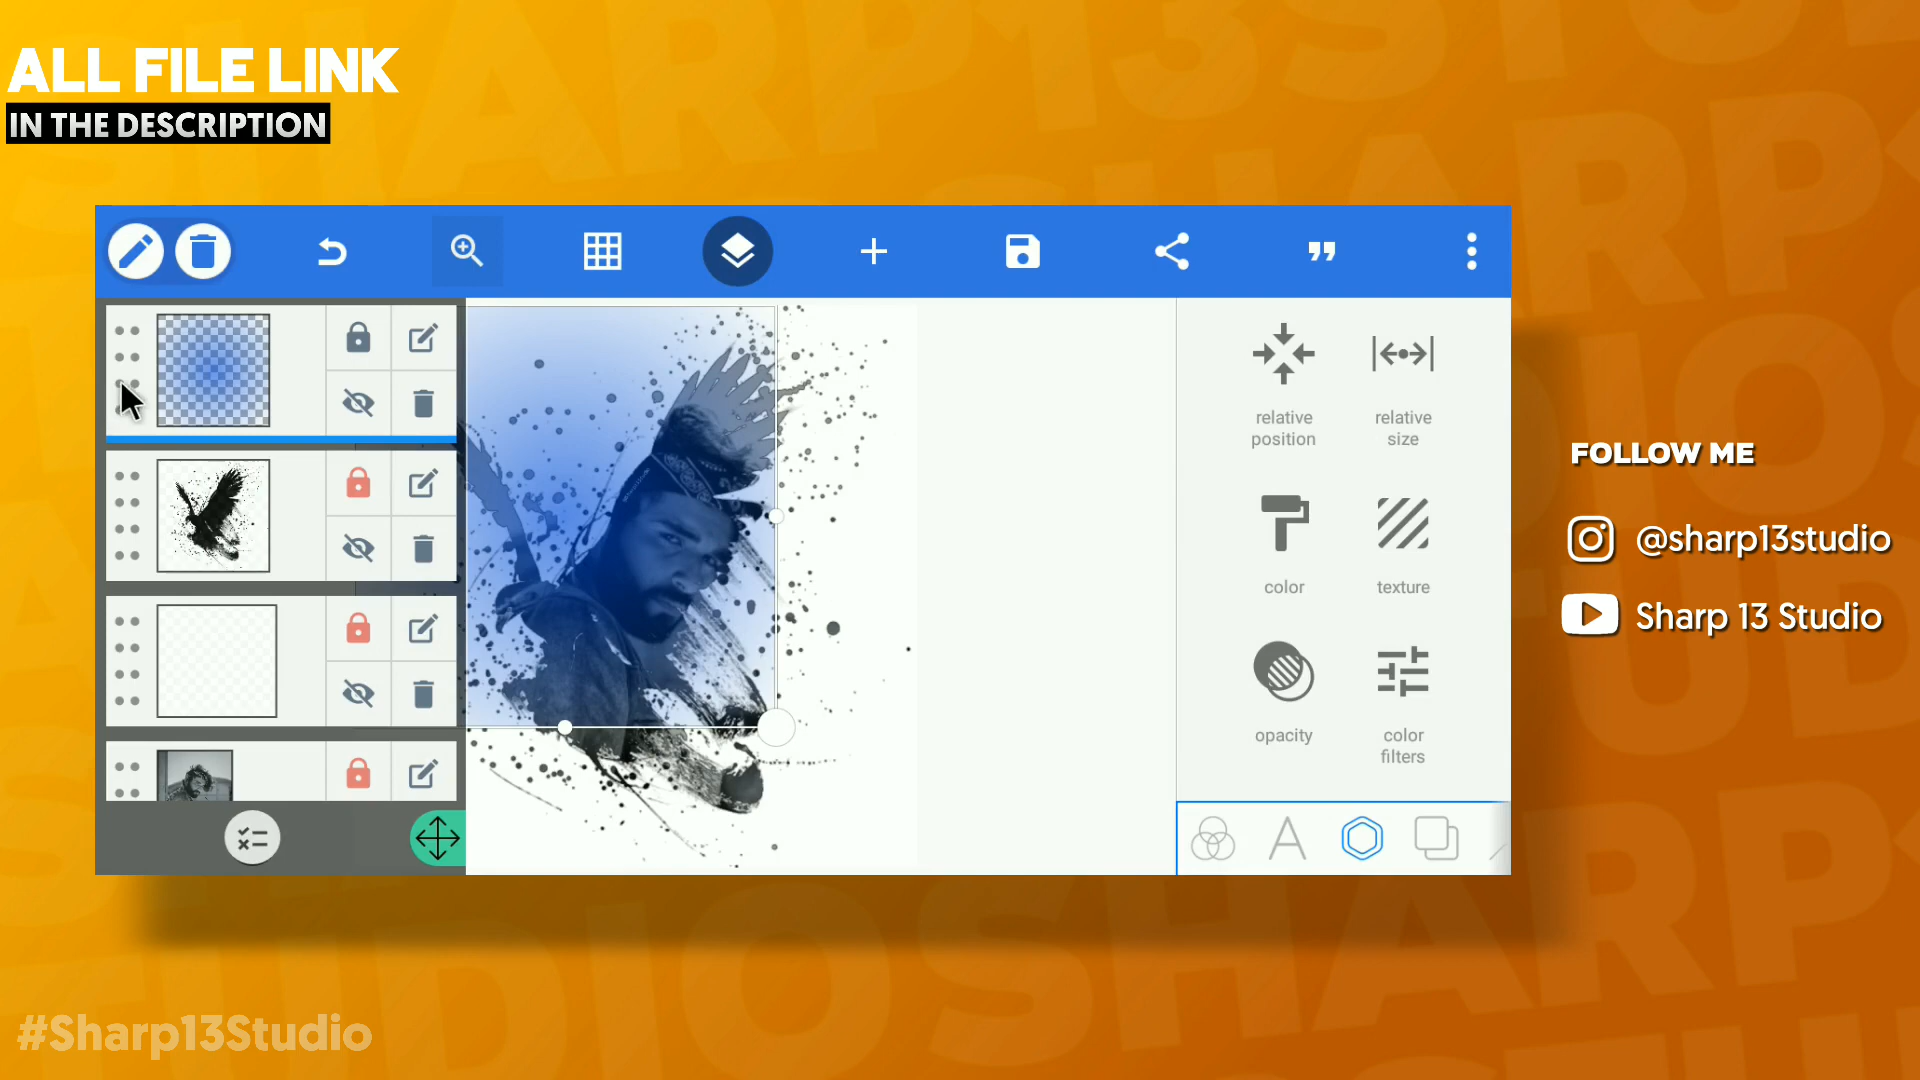 ALL FILE LINK
IN THE DESCRIPTION
relative
position
relative
size
color
texture
opacity
color
filters
FOLLOW ME
@sharp13studio
Sharp 13 Studio
#Sharp13Studio